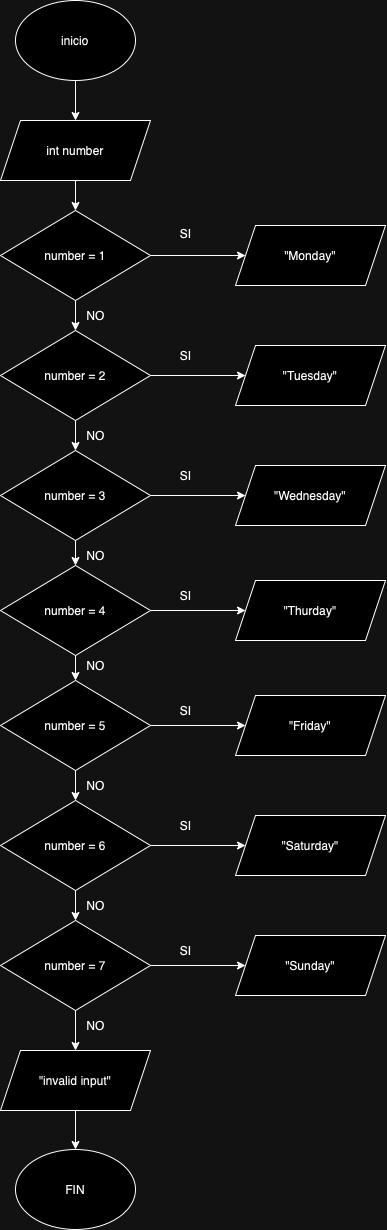 inicio
int number
SI
number = 1
"Monday"
NO
SI
number = 2
"Tuesday"
NO
SI
number = 3
"Wednesday"
NO
SI
number = 4
"Thurday"
NO
SI
number = 5
"Friday"
NO
SI
number = 6
"Saturday"
NO
SI
number = 7
"Sunday"
NO
"invalid input"
FIN